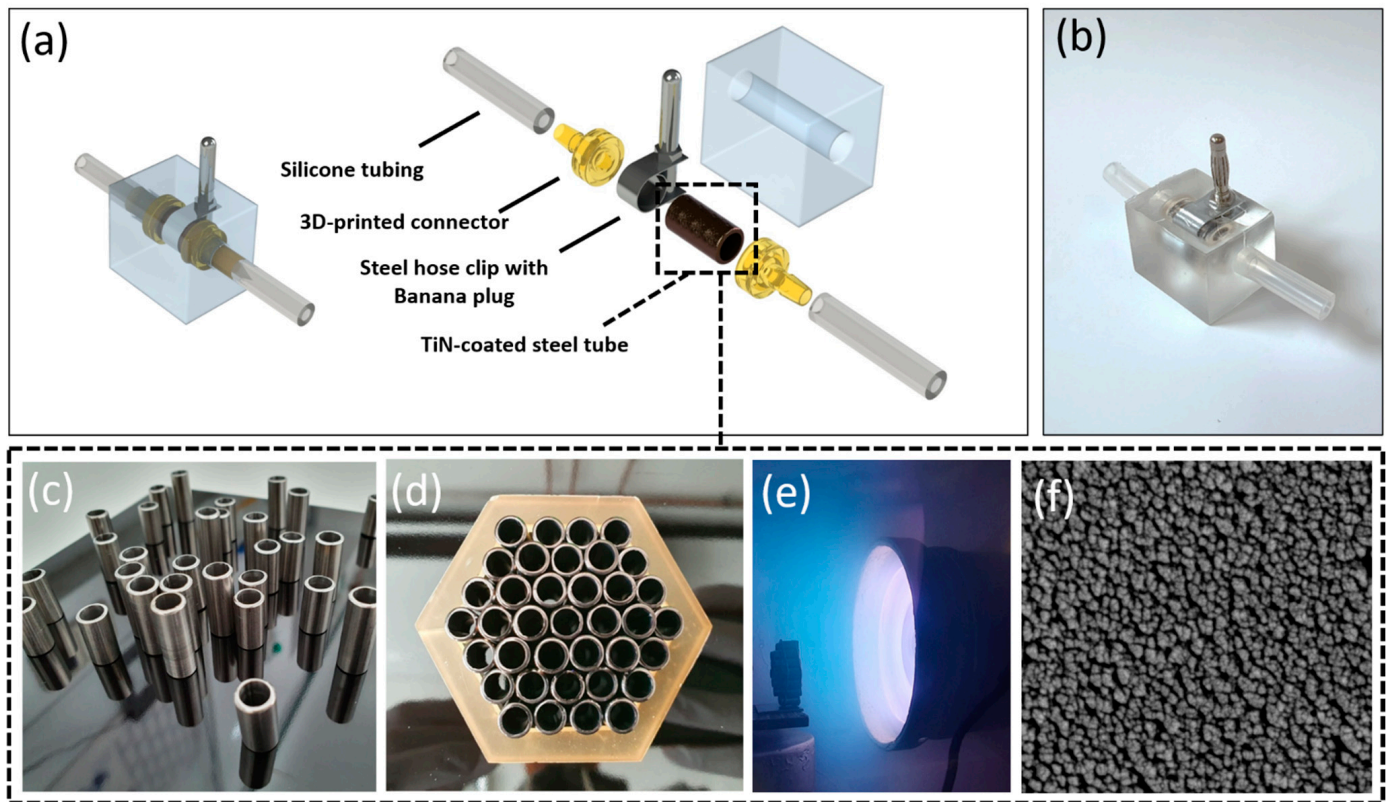 (a)
Silicone tubing
3D-printed connector
Steel hose clip with
Banana plug
TiN-coated steel tube
(b)
(c)
(d)
(e)
(f)